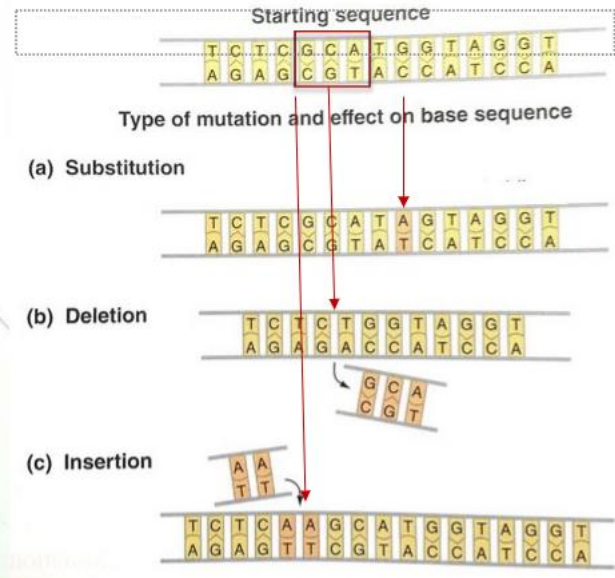 Starting sequence
T C T C G C A T G G T A G G T
A G A G C G T A C C A T C C A
Type of mutation and effect on base sequence
(a) Substitution
T C T C G C A T A G T A G G T
A G A G C G T A T C A T C C A
(b) Deletion
T C T C T G G T A G G T
A G A G A C C A T C C A
G C A
C G T
(c) Insertion
A A
T T
T C T C A A G C A T G G T A G G T
A G A G T T C G T A C C A T C C A